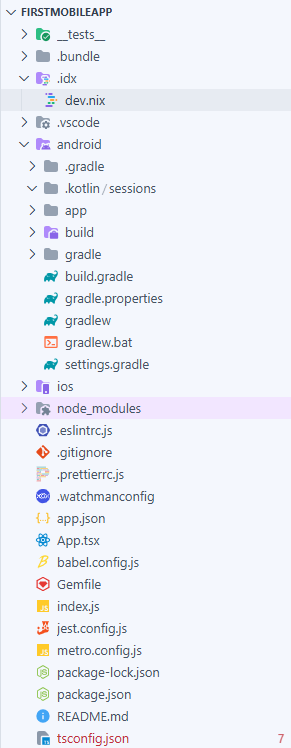 FIRSTMOBILEAPP
__tests__
.bundle
.idx
dev.nix
.vscode
android
.gradle
.kotlin / sessions
app
build
gradle
build.gradle
gradle.properties
gradlew
gradlew.bat
settings.gradle
ios
node_modules
.eslintrc.js
.gitignore
.prettierrc.js
.watchmanconfig
app.json
App.tsx
babel.config.js
Gemfile
JS index.js
jest.config.js
JS metro.config.js
package-lock.json
package.json
README.md
TS tsconfig.json 7